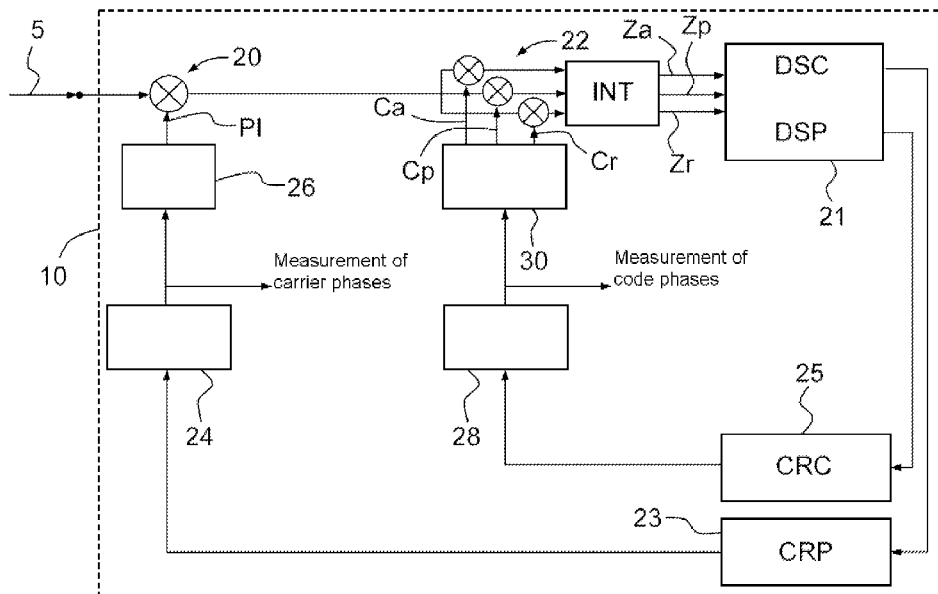 5
20
22
Za
Zp
DSC
INT
Ca
PI
Cp
Cr
Zr
DSP
26
21
10
30
Measurement of
carrier phases
Measurement of
code phases
25
24
28
CRC
23
CRP